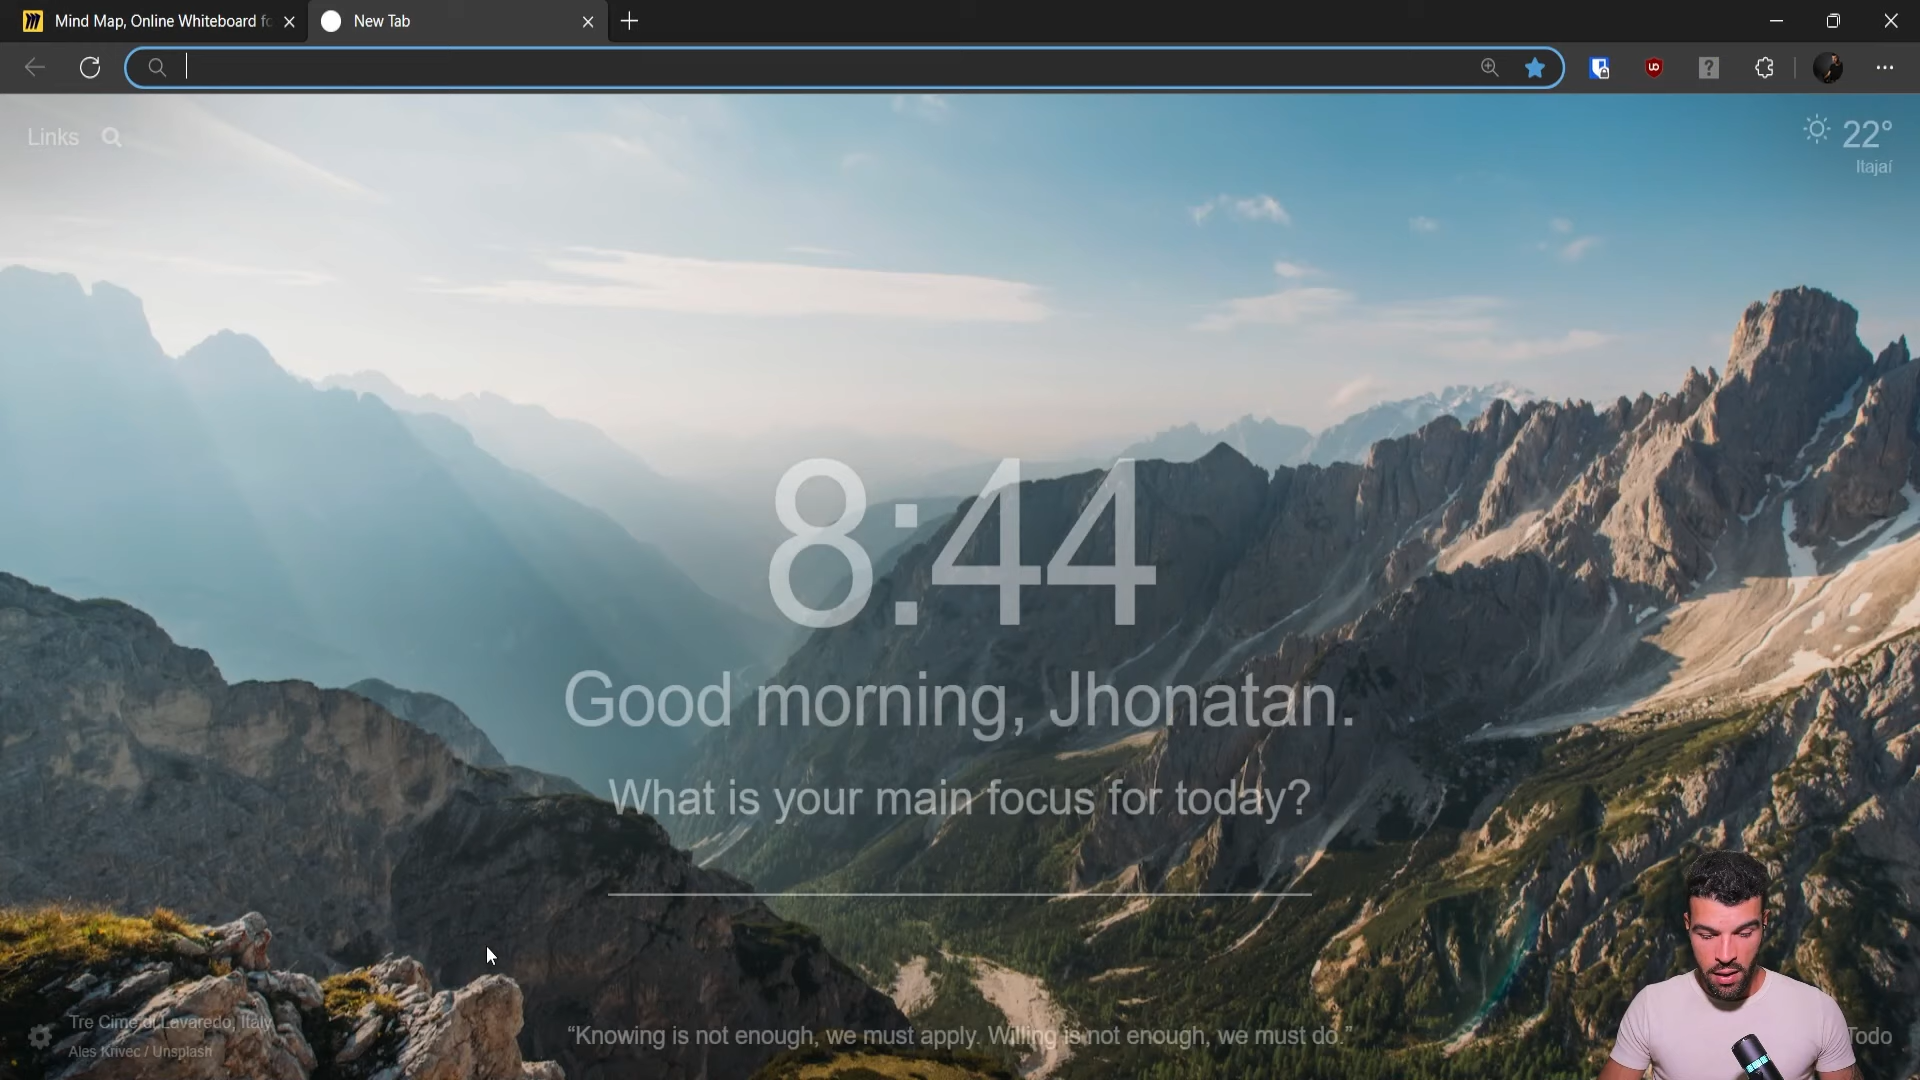 Mind Map, Online Whiteboard fo
New Tab
Links
22°
Itajaí
8:44
Good morning, Jhonatan.
What is your main focus for today?
Tre Cime di Lavaredo, Italy
Ales Krivec / Unsplash
“Knowing is not enough, we must apply. Willing is not enough, we must do.”
Todo